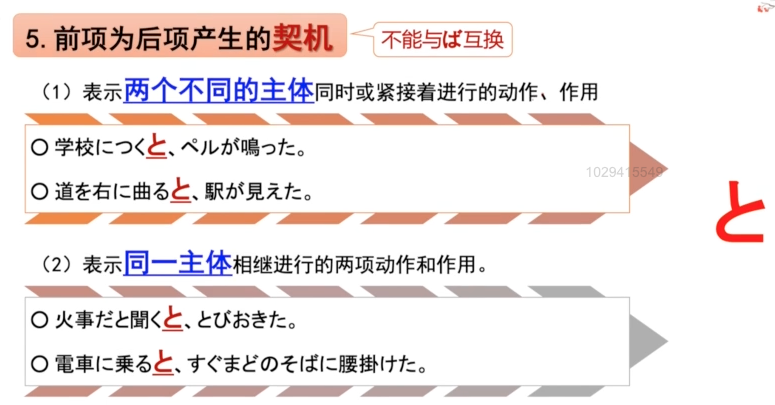 5. 前项为后项产生的契机
不能与ば互换
（1）表示两个不同的主体同时或紧接着进行的动作、作用
〇 学校につくと、ペルが鳴った。
〇 道を右に曲ると、駅が見えた。
1029415549
と
（2）表示同一主体相继进行的两项动作和作用。
〇 火事だと聞くと、とびおきた。
〇 電車に乗ると、すぐまどのそばに腰掛けた。